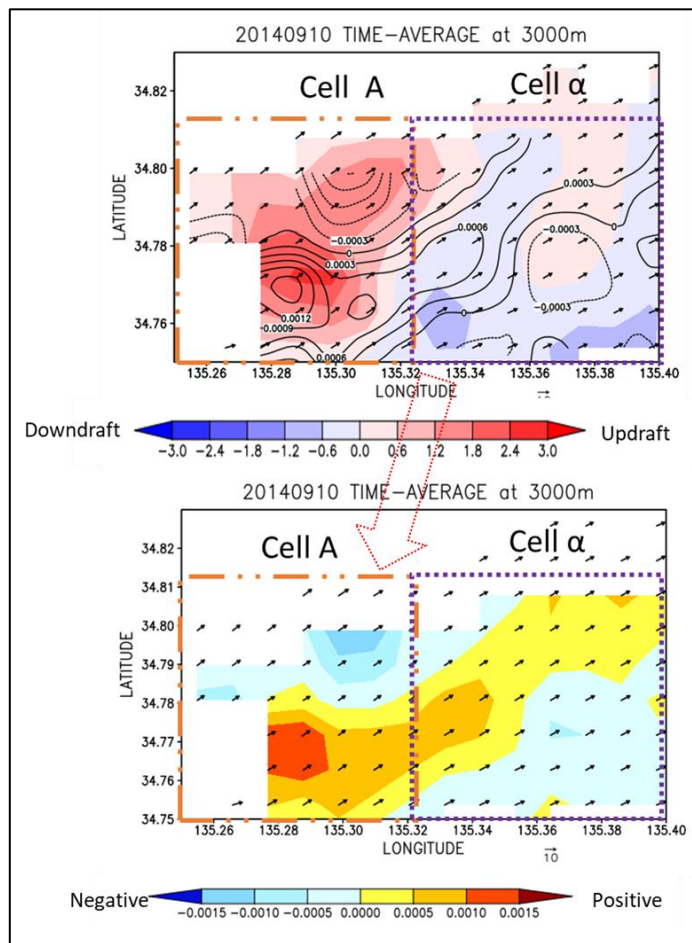 20140910 TIME-AVERAGE at 3000m
Cell A
Cell α
34.82
34.80
34.78
34.76
LATITUDE
-0.0003
0
0.0003
0.0012
0.0009
0.0006
0.0006
0
0.0003
0
-0.0003
-0.0003
135.26 135.28 135.30 135.32 135.34 135.36 135.38 135.40
LONGITUDE
Downdraft
Updraft
-3.0 -2.4 -1.8 -1.2 -0.6 0.0 0.6 1.2 1.8 2.4 3.0
20140910 TIME-AVERAGE at 3000m
Cell A
Cell α
34.82
34.81
34.80
34.79
34.78
34.77
34.76
34.75
LATITUDE
135.26 135.28 135.30 135.32 135.34 135.36 135.38 135.40
LONGITUDE
10
Negative
Positive
-0.0015 -0.0010 -0.0005 0.0000 0.0005 0.0010 0.0015